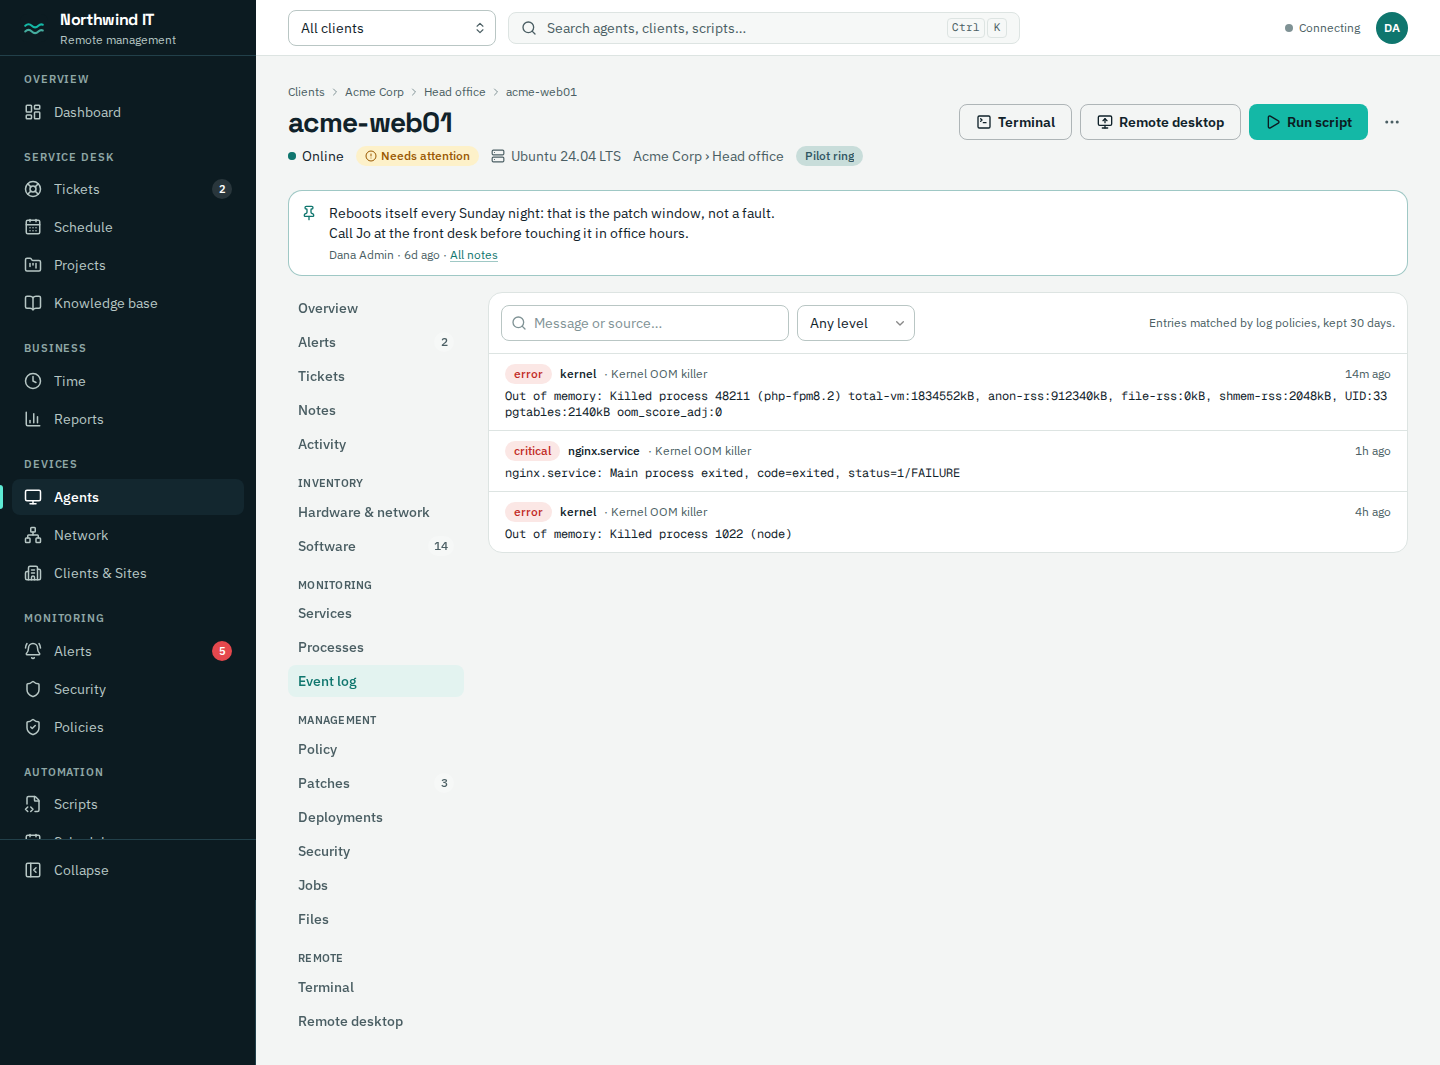 Northwind IT
Remote management
OVERVIEW
Dashboard
SERVICE DESK
Tickets 2
Schedule
Projects
Knowledge base
BUSINESS
Time
Reports
DEVICES
Agents
Network
Clients & Sites
MONITORING
Alerts 5
Security
Policies
AUTOMATION
Scripts
Collapse
All clients
Search agents, clients, scripts... Ctrl K
Connecting DA
Clients > Acme Corp > Head office > acme-web01
acme-web01
Terminal
Remote desktop
Run script
Online Needs attention Ubuntu 24.04 LTS Acme Corp › Head office Pilot ring
Reboots itself every Sunday night: that is the patch window, not a fault.
Call Jo at the front desk before touching it in office hours.
Dana Admin · 6d ago · All notes
Overview
Alerts 2
Tickets
Notes
Activity
INVENTORY
Hardware & network
Software 14
MONITORING
Services
Processes
Event log
MANAGEMENT
Policy
Patches 3
Deployments
Security
Jobs
Files
REMOTE
Terminal
Remote desktop
Message or source... Any level Entries matched by log policies, kept 30 days.
error kernel · Kernel OOM killer 14m ago
Out of memory: Killed process 48211 (php-fpm8.2) total-vm:1834552kB, anon-rss:912340kB, file-rss:0kB, shmem-rss:2048kB, UID:33
pgtables:2140kB oom_score_adj:0
critical nginx.service · Kernel OOM killer 1h ago
nginx.service: Main process exited, code=exited, status=1/FAILURE
error kernel · Kernel OOM killer 4h ago
Out of memory: Killed process 1022 (node)